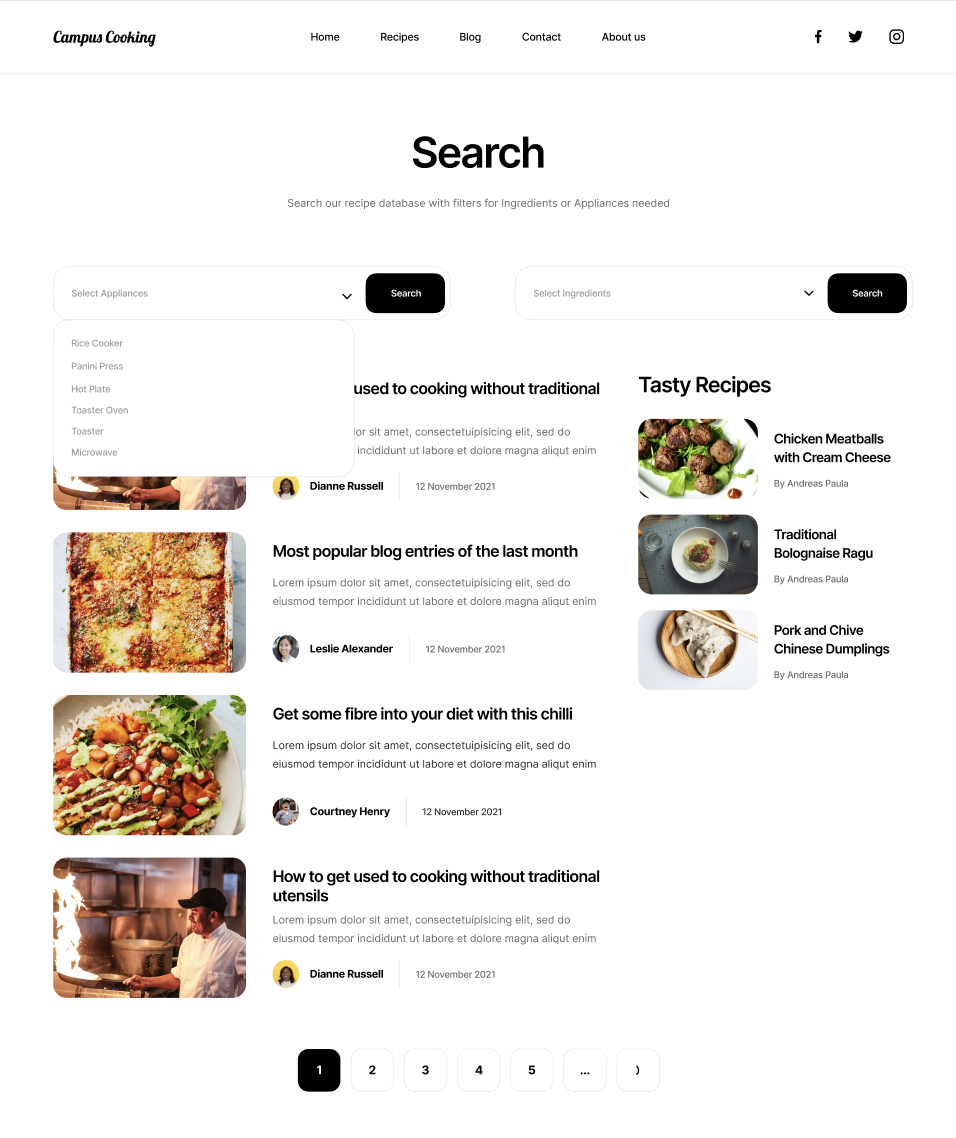 Campus Cooking
Home
Recipes
Blog
Contact
About us
Search
Search our recipe database with filters for Ingredients or Appliances needed
Select Appliances
Search
Select Ingredients
Search
Rice Cooker
Panini Press
Hot Plate
Toaster Oven
Toaster
Microwave
used to cooking without traditional
lor sit amet, consectetuipisicing elit, sed do
incididunt ut labore et dolore magna aliqut enim
Dianne Russell
12 November 2021
Most popular blog entries of the last month
Lorem ipsum dolor sit amet, consectetuipisicing elit, sed do
eiusmod tempor incididunt ut labore et dolore magna aliqut enim
Leslie Alexander
12 November 2021
Get some fibre into your diet with this chilli
Lorem ipsum dolor sit amet, consectetuipisicing elit, sed do
eiusmod tempor incididunt ut labore et dolore magna aliqut enim
Courtney Henry
12 November 2021
How to get used to cooking without traditional
utensils
Lorem ipsum dolor sit amet, consectetuipisicing elit, sed do
eiusmod tempor incididunt ut labore et dolore magna aliqut enim
Dianne Russell
12 November 2021
Tasty Recipes
Chicken Meatballs
with Cream Cheese
By Andreas Paula
Traditional
Bolognaise Ragu
By Andreas Paula
Pork and Chive
Chinese Dumplings
By Andreas Paula
1
2
3
4
5
...
)